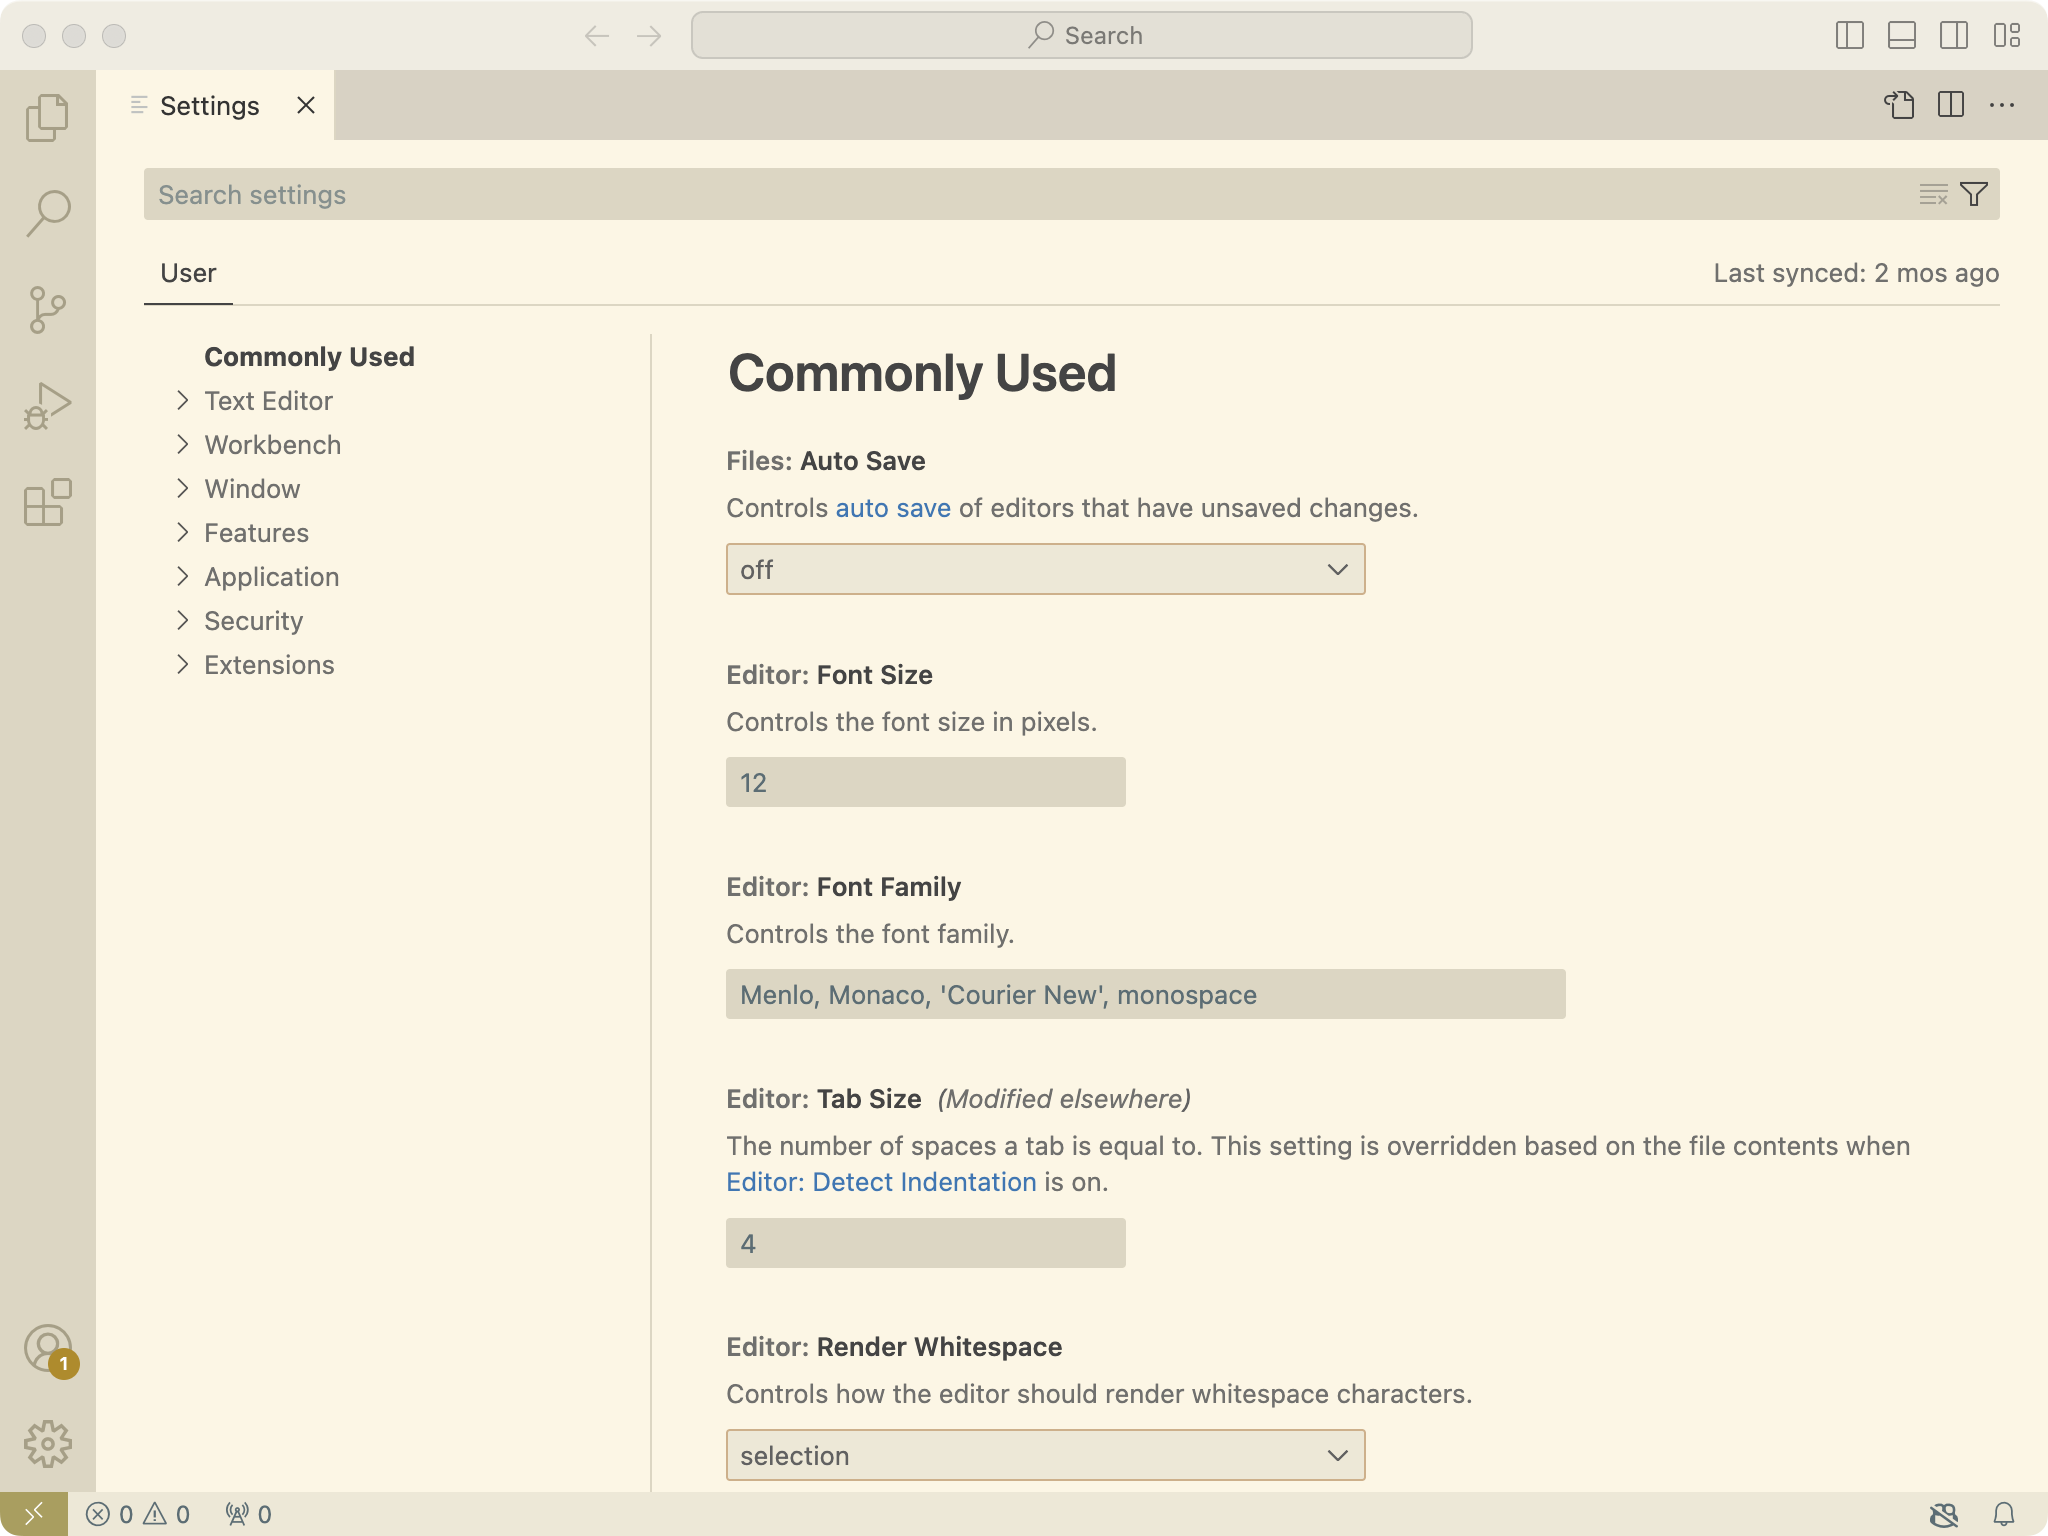 Search
Settings
Search settings
User
Last synced: 2 mos ago
Commonly Used
Text Editor
Workbench
Window
Features
Application
Security
Extensions
Commonly Used
Files: Auto Save
Controls auto save of editors that have unsaved changes.
off
Editor: Font Size
Controls the font size in pixels.
12
Editor: Font Family
Controls the font family.
Menlo, Monaco, 'Courier New', monospace
Editor: Tab Size (Modified elsewhere)
The number of spaces a tab is equal to. This setting is overridden based on the file contents when
Editor: Detect Indentation is on.
4
Editor: Render Whitespace
Controls how the editor should render whitespace characters.
selection
1
0 0 0